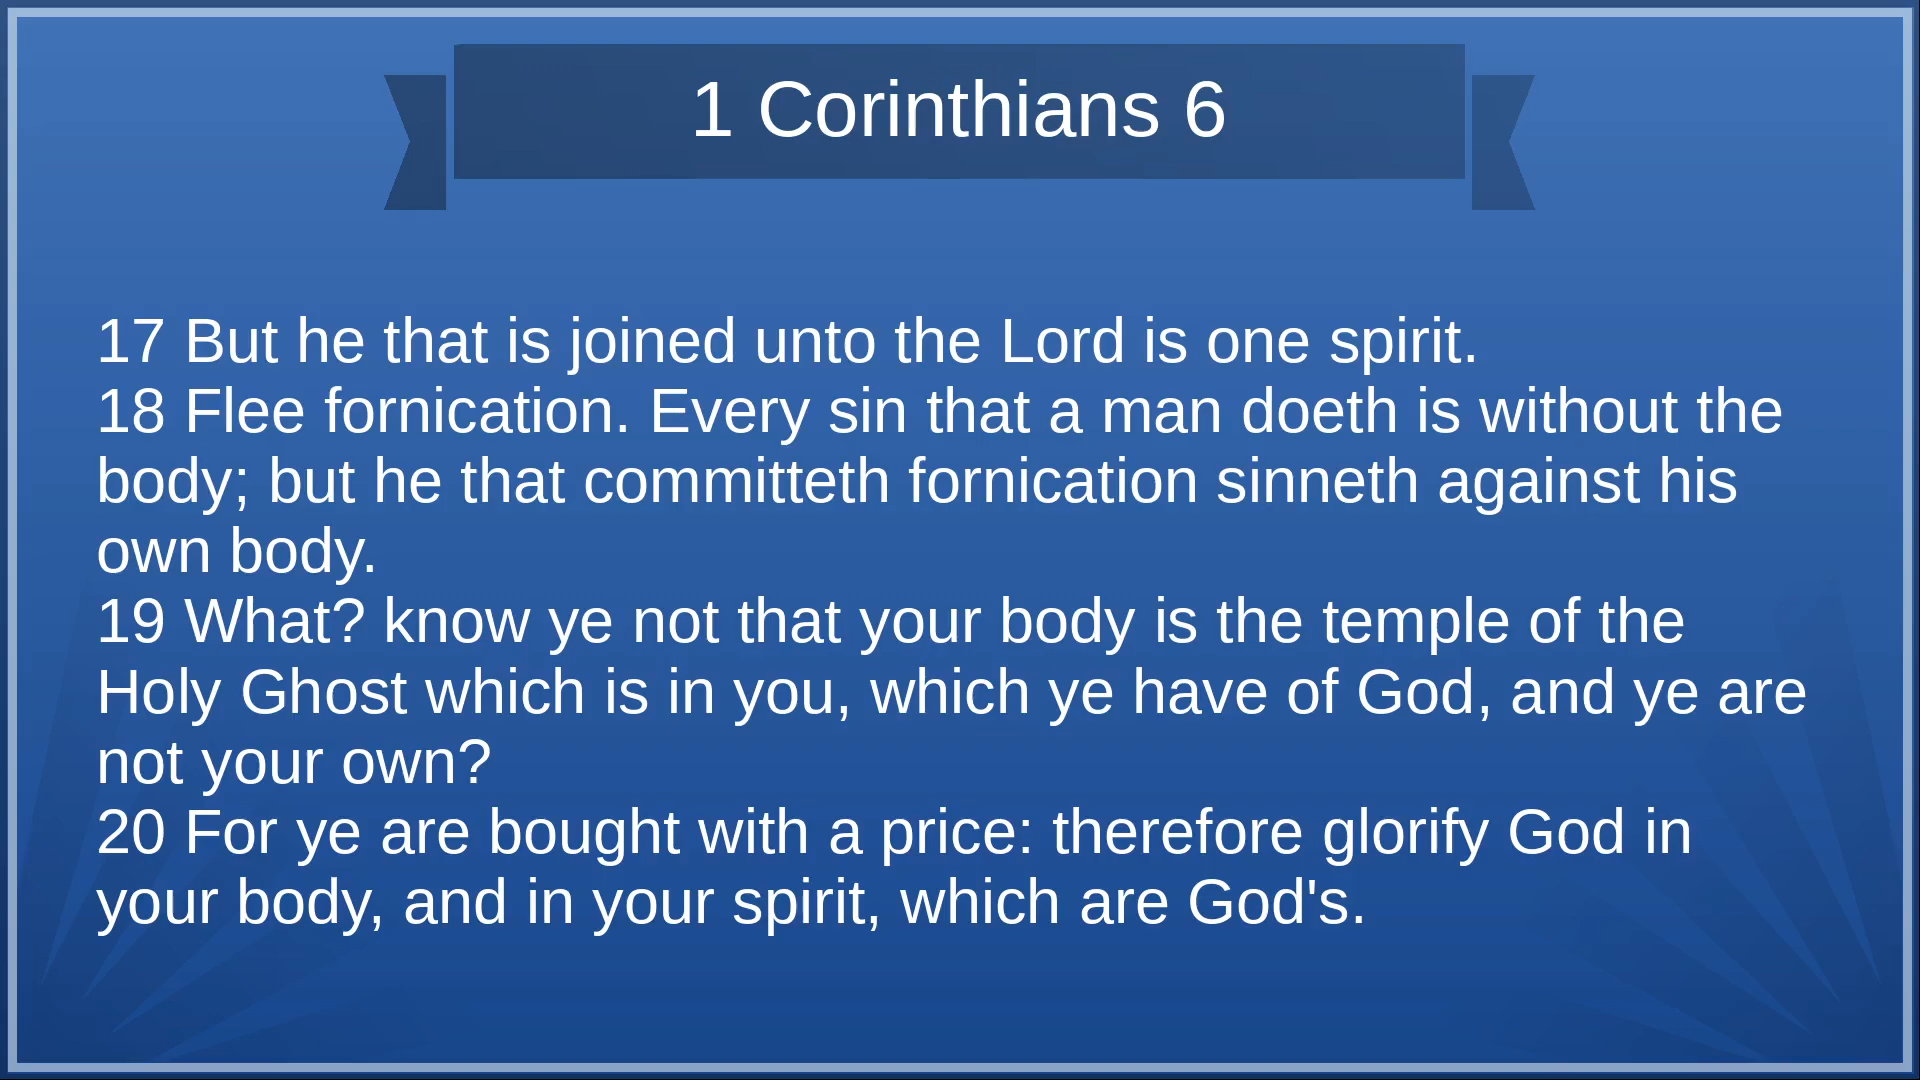 1 Corinthians 6
17 But he that is joined unto the Lord is one spirit.
18 Flee fornication. Every sin that a man doeth is without the
body; but he that committeth fornication sinneth against his
own body.
19 What? know ye not that your body is the temple of the
Holy Ghost which is in you, which ye have of God, and ye are
not your own?
20 For ye are bought with a price: therefore glorify God in
your body, and in your spirit, which are God's.